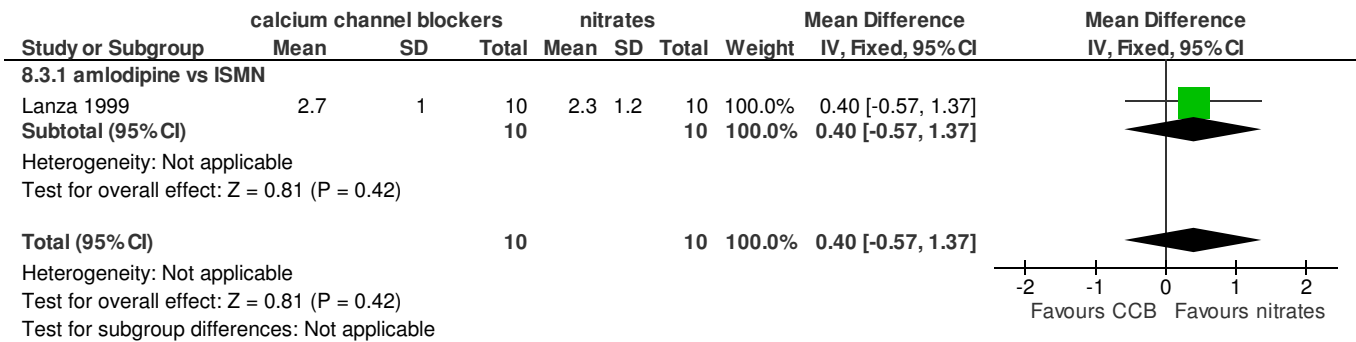 calcium channel blockers nitrates Mean Difference Mean Difference
Study or Subgroup Mean SD Total Mean SD Total Weight IV, Fixed, 95% CI IV, Fixed, 95% CI
8.3.1 amlodipine vs ISMN
Lanza 1999 2.7 1 10 2.3 1.2 10 100.0% 0.40 [-0.57, 1.37]
Subtotal (95% CI) 10 10 100.0% 0.40 [-0.57, 1.37]
Heterogeneity: Not applicable
Test for overall effect: Z = 0.81 (P = 0.42)
Total (95% CI) 10 10 100.0% 0.40 [-0.57, 1.37]
Heterogeneity: Not applicable
Test for overall effect: Z = 0.81 (P = 0.42)
Test for subgroup differences: Not applicable
-2 -1 0 1 2
Favours CCB Favours nitrates